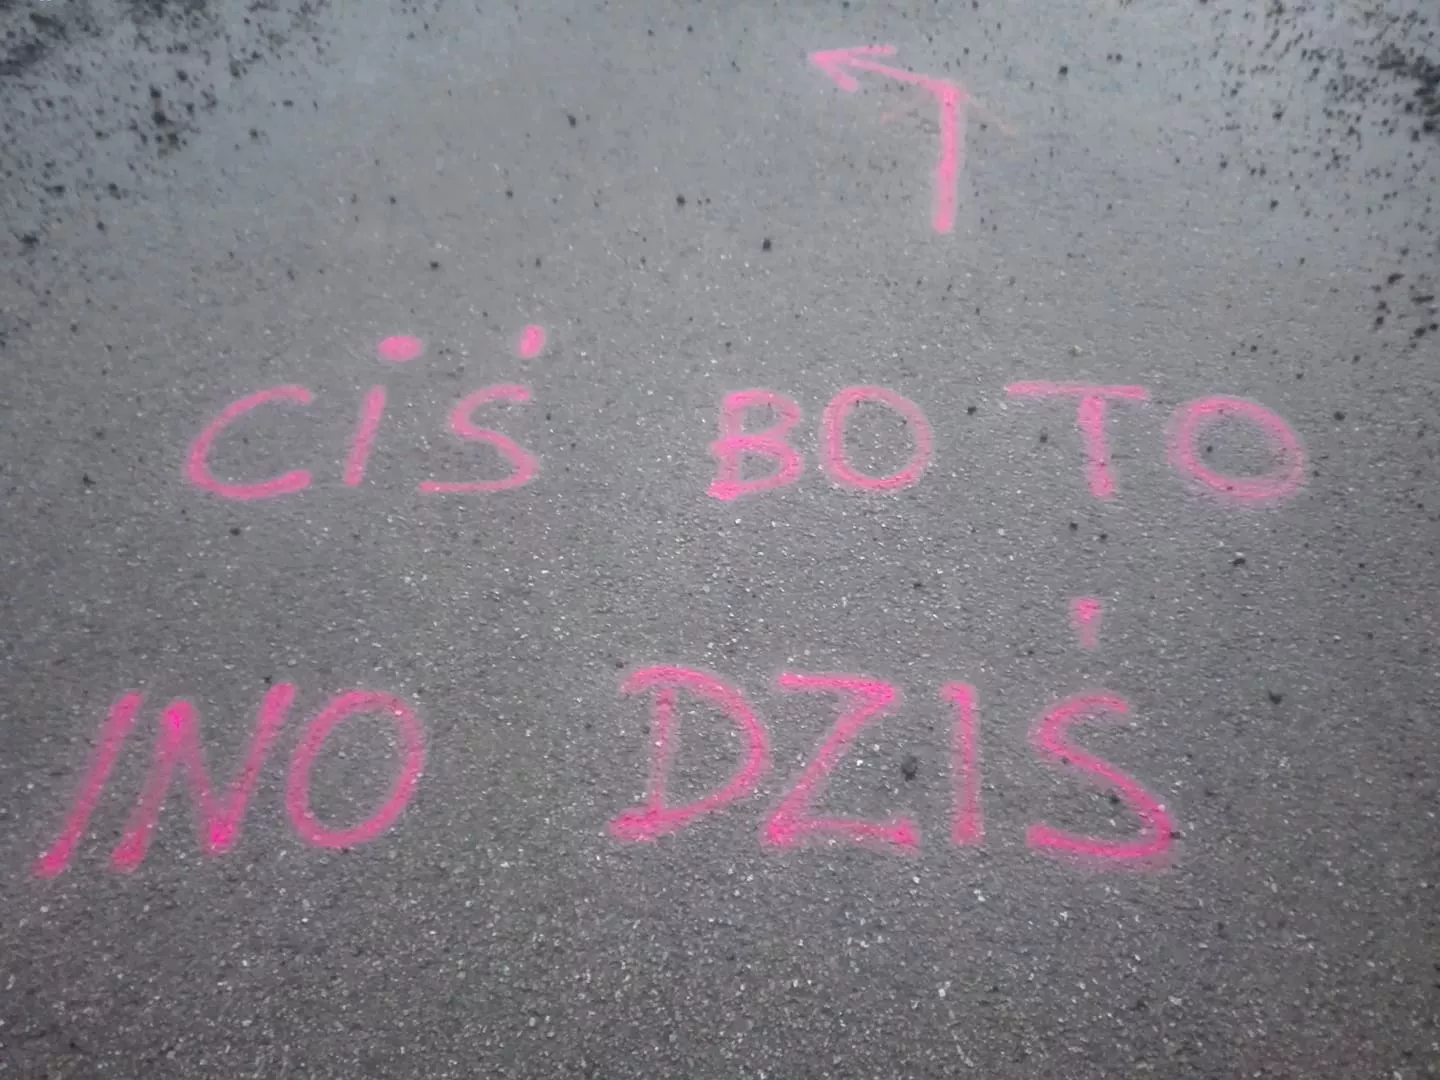 CIŚ BO TO
INO DZIŚ